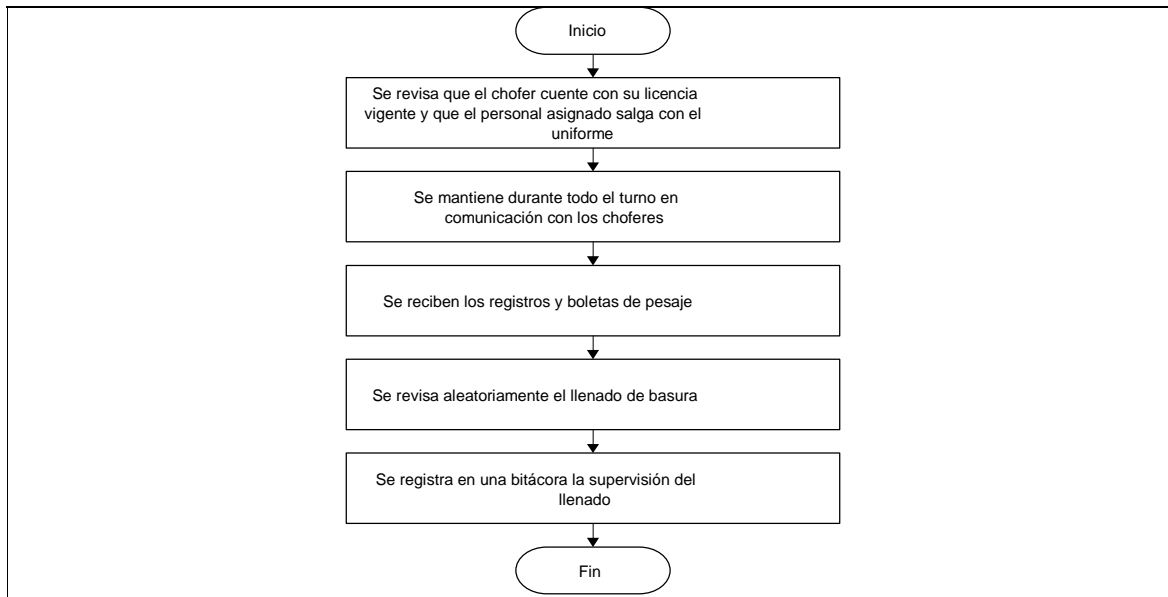 Inicio
Se revisa que el chofer cuente con su licencia
vigente y que el personal asignado salga con el
uniforme
Se mantiene durante todo el turno en
comunicación con los choferes
Se reciben los registros y boletas de pesaje
Se revisa aleatoriamente el llenado de basura
Se registra en una bitácora la supervisión del
llenado
Fin